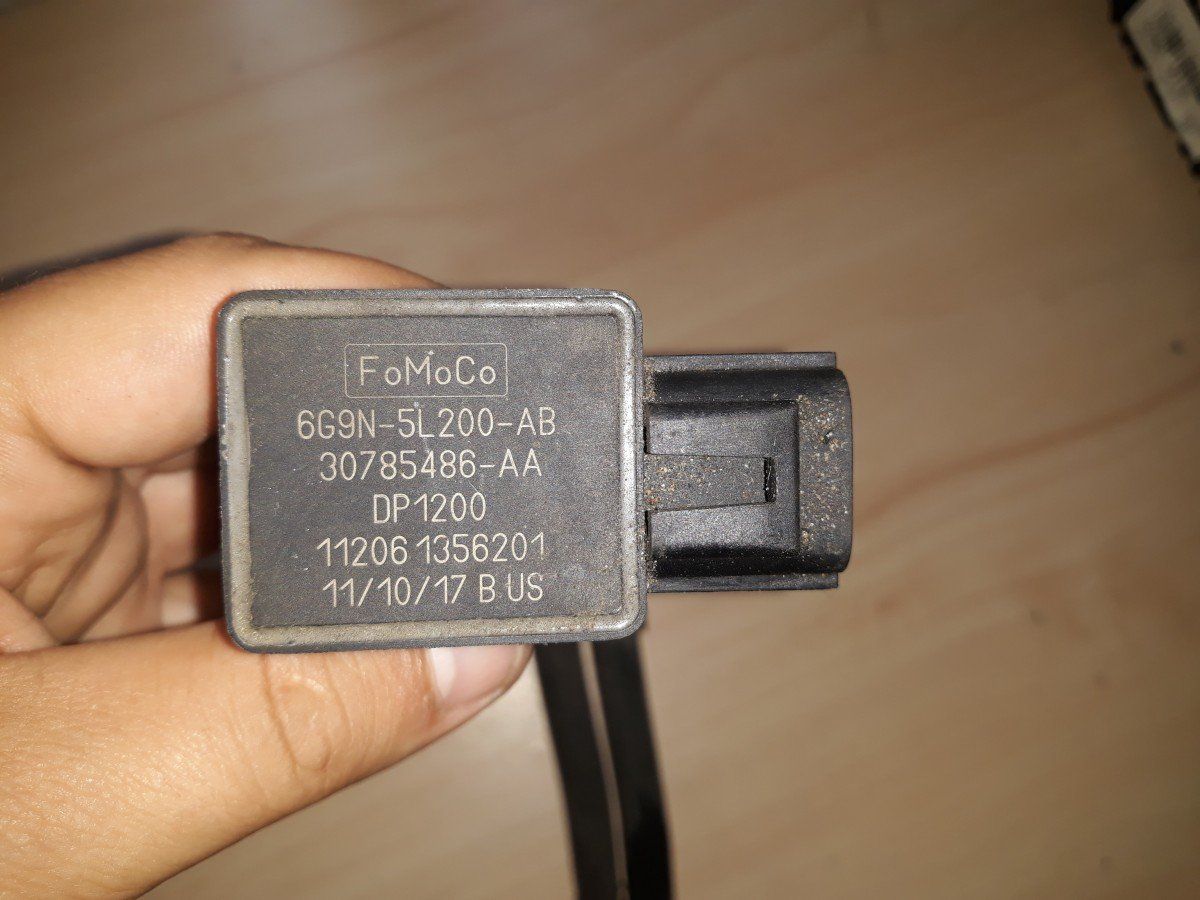 FoMoCo
6G9N-5L200-AB
30785486-AA
DP1200
11206 1356201
11/10/17 B US